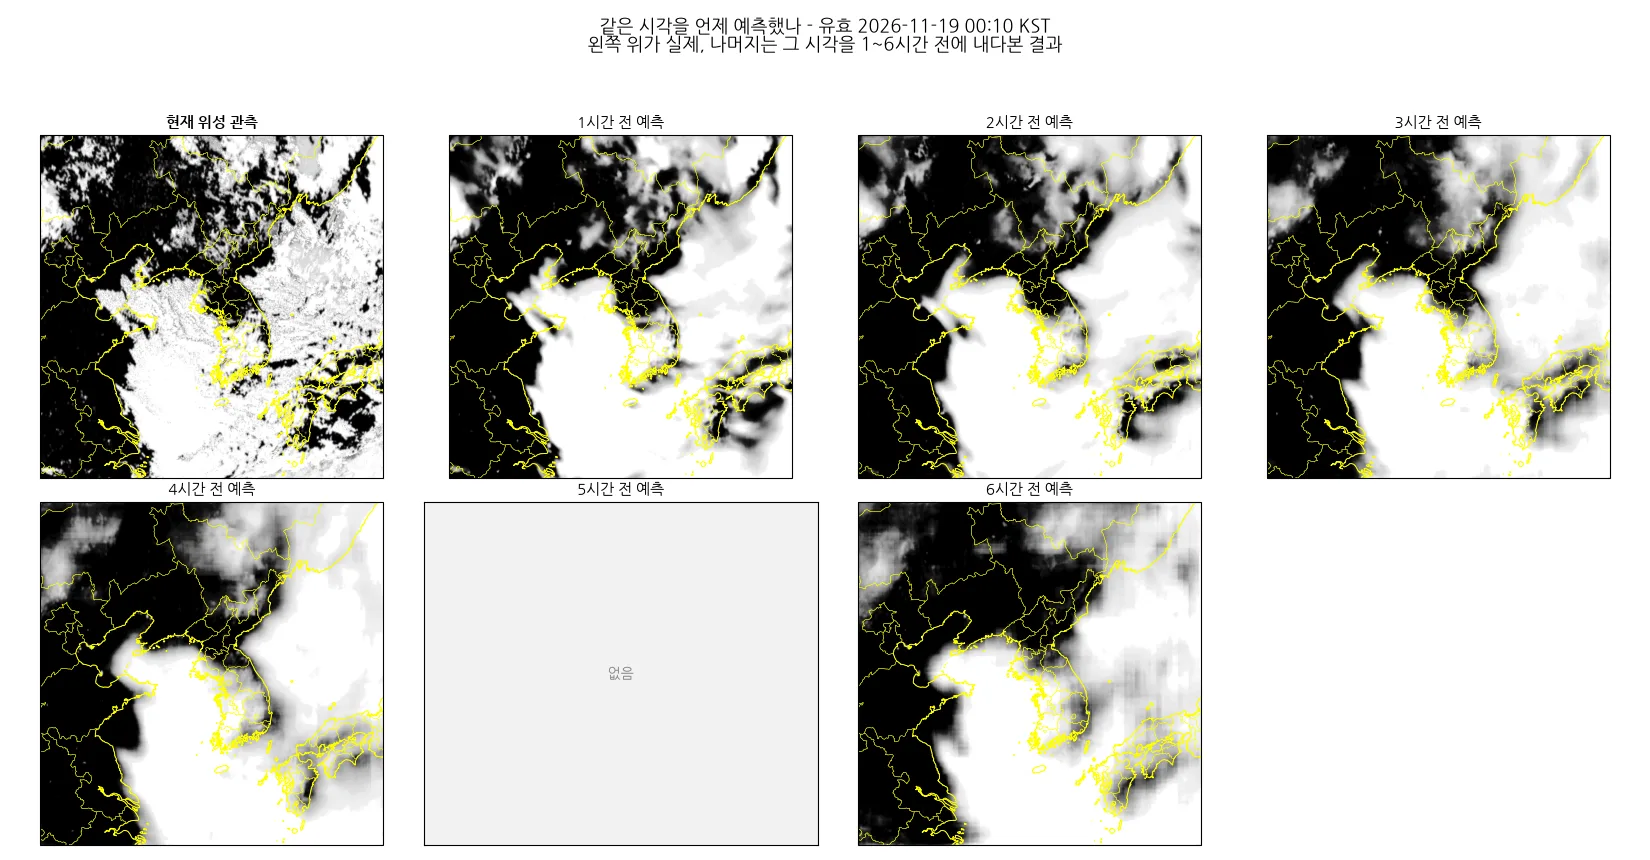 같은 시각을 언제 예측했나 - 유효 2026-11-19 00:10 KST
왼쪽 위가 실제, 나머지는 그 시각을 1~6시간 전에 내다본 결과
현재 위성 관측
1시간 전 예측
2시간 전 예측
3시간 전 예측
4시간 전 예측
5시간 전 예측
6시간 전 예측
없음